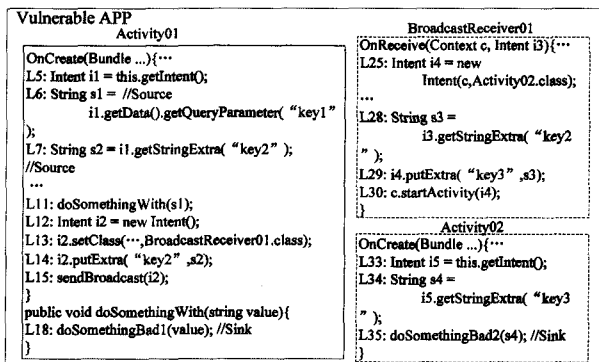 Vulnerable APP
Activity01
OnCreate(Bundle ...){…
L5: Intent i1 = this.getIntent();
L6: String s1 = //Source
i1.getData().getQueryParameter( “key1”
);
L7: String s2 = i1.getStringExtra( “key2” );
//Source
…
L11: doSomethingWith(s1);
L12: Intent i2 = new Intent();
L13: i2.setClass(…,BroadcastReceiver01.class);
L14: i2.putExtra( “key2” ,s2);
L15: sendBroadcast(i2);
}
public void doSomethingWith(string value){
L18: doSomethingBad1(value); //Sink
}
BroadcastReceiver01
OnReceive(Context c, Intent i3){…
L25: Intent i4 = new
Intent(c,Activity02.class);
…
L28: String s3 =
i3.getStringExtra( “key2
” );
L29: i4.putExtra( “key3” ,s3);
L30: c.startActivity(i4);
}
Activity02
OnCreate(Bundle ...){…
L33: Intent i5 = this.getIntent();
L34: String s4 =
i5.getStringExtra( “key3
” );
L35: doSomethingBad2(s4); //Sink
}